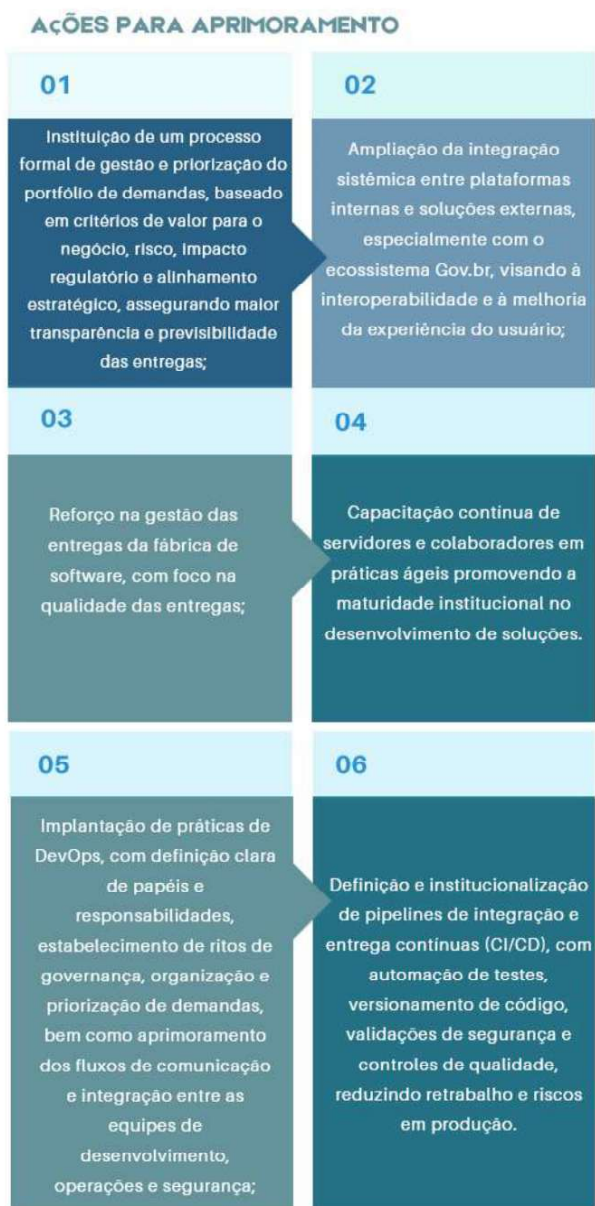 AÇÕES PARA APRIMORAMENTO
01
Instituição de um processo
formal de gestão e priorização do
portfólio de demandas, baseado
em critérios de valor para o
negócio, risco, impacto
regulatório e alinhamento
estratégico, assegurando maior
transparência e previsibilidade
das entregas;
02
Ampliação da integração
sistêmica entre plataformas
internas e soluções externas,
especialmente com o
ecossistema Gov.br, visando à
interoperabilidade e à melhoria
da experiência do usuário;
03
Reforço na gestão das
entregas da fábrica de
software, com foco na
qualidade das entregas;
04
Capacitação contínua de
servidores e colaboradores em
práticas ágeis promovendo a
maturidade institucional no
desenvolvimento de soluções.
05
Implantação de práticas de
DevOps, com definição clara
de papéis e
responsabilidades,
estabelecimento de ritos de
governança, organização e
priorização de demandas,
bem como aprimoramento
dos fluxos de comunicação
e integração entre as
equipes de
desenvolvimento,
operações e segurança;
06
Definição e institucionalização
de pipelines de integração e
entrega contínuas (CI/CD), com
automação de testes,
versionamento de código,
validações de segurança e
controles de qualidade,
reduzindo retrabalho e riscos
em produção.